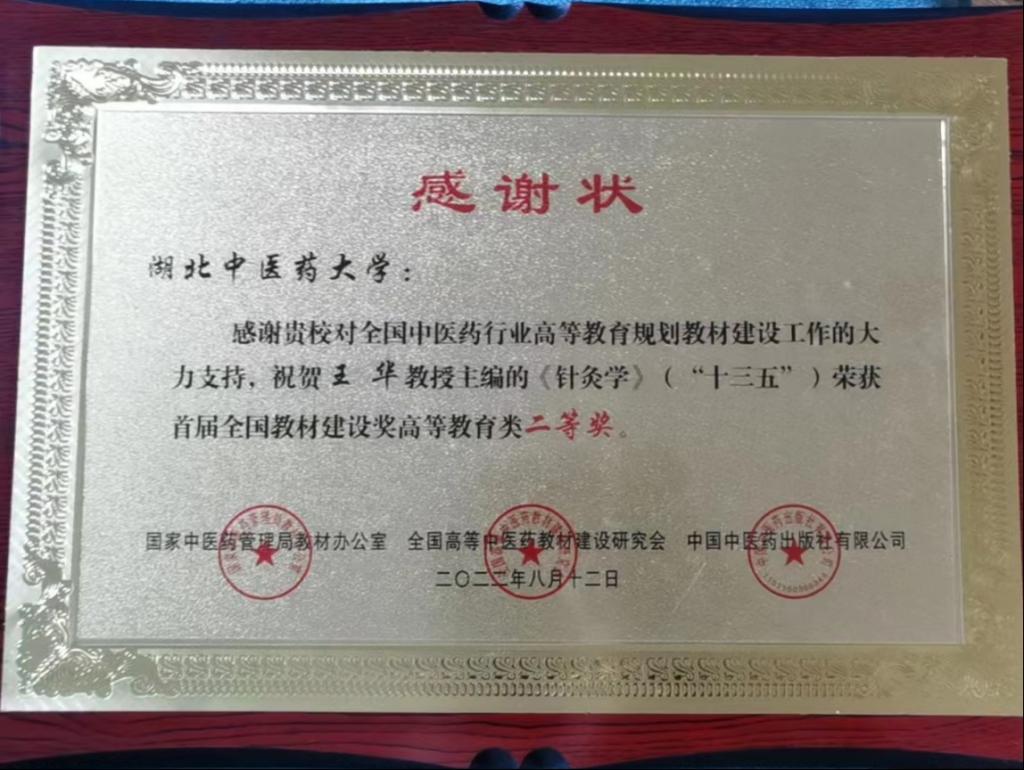 感谢状
湖北中医药大学：
感谢贵校对全国中医药行业高等教育规划教材建设工作的大
力支持，祝贺王 华教授主编的《针灸学》（“十三五”）荣获
首届全国教材建设奖高等教育类二等奖。
国家中医药管理局教材办公室 全国高等中医药教材建设研究会 中国中医药出版社有限公司
二〇二二年八月十二日